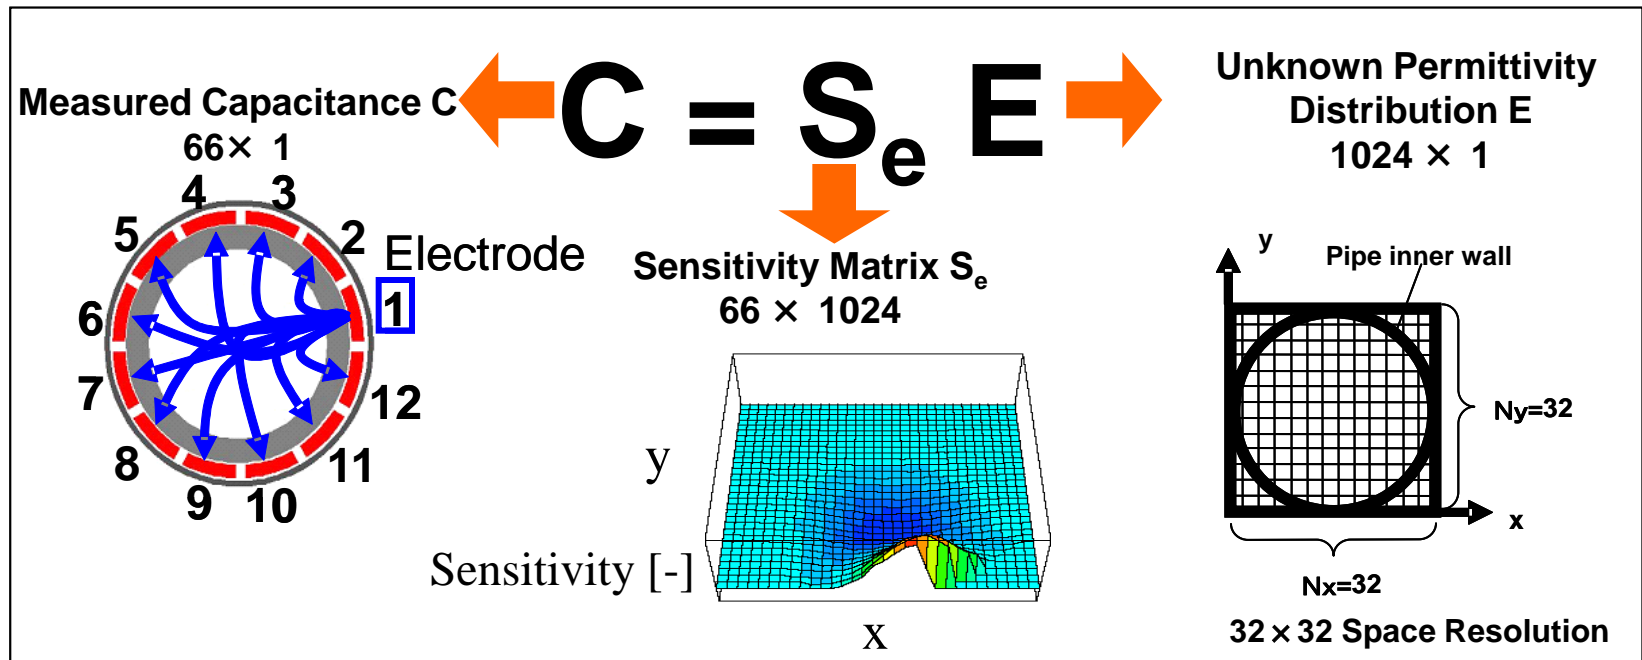 C = Se E
Measured Capacitance C
66× 1
4
3
5
2
Electrode
1
6
7
12
8
11
9
10
Sensitivity Matrix Se
66 × 1024
y
Sensitivity [-]
x
Unknown Permittivity
Distribution E
1024 × 1
y
Pipe inner wall
Ny=32
x
Nx=32
32×32 Space Resolution